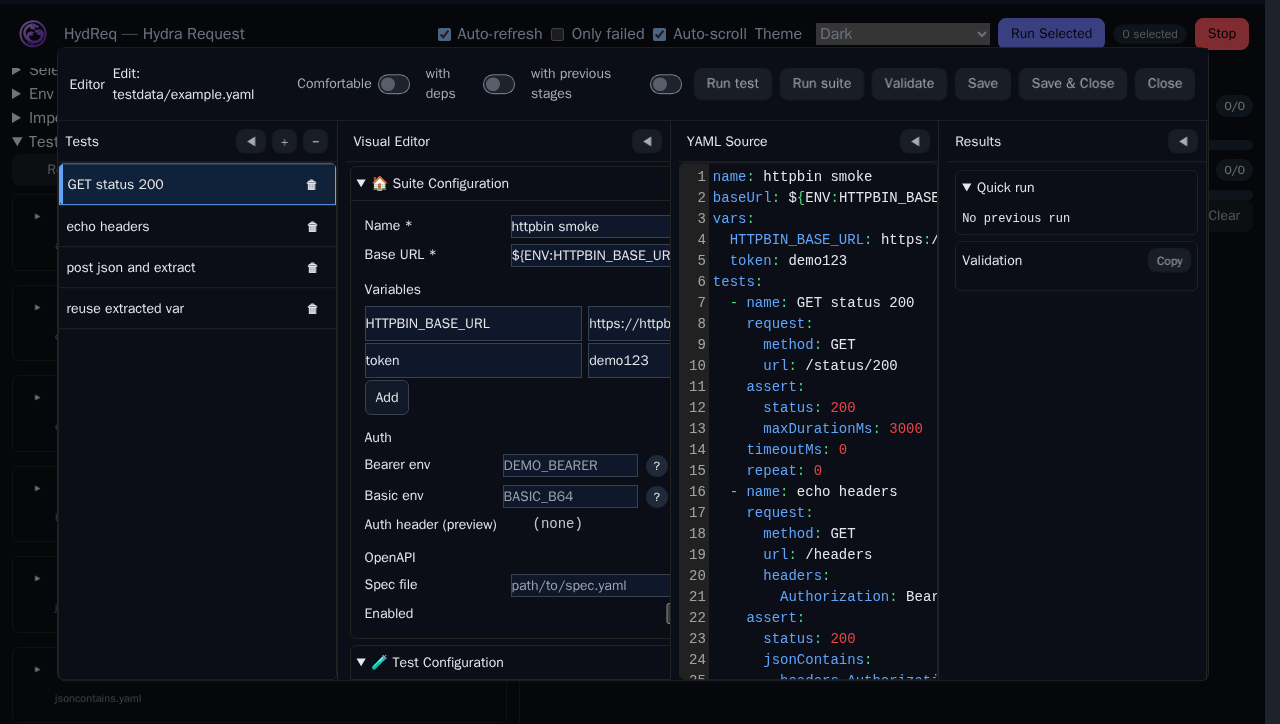 HydReq — Hydra Request
Auto-refresh
Only failed
Auto-scroll
Theme
Dark
Run Selected
0 selected
Stop
Editor
Edit: testdata/example.yaml
Comfortable
with deps
with previous stages
Run test
Run suite
Validate
Save
Save & Close
Close
Env
0/0
0/0
Clear
Tests
+
−
GET status 200
echo headers
post json and extract
reuse extracted var
Visual Editor
Suite Configuration
Name *
httpbin smoke
Base URL *
${ENV:HTTPBIN_BASE_UR
Variables
HTTPBIN_BASE_URL
https://httpb
token
demo123
Add
Auth
Bearer env
DEMO_BEARER
?
Basic env
BASIC_B64
?
Auth header (preview)
(none)
OpenAPI
Spec file
path/to/spec.yaml
Enabled
Test Configuration
YAML Source
1 name: httpbin smoke
2 baseUrl: ${ENV:HTTPBIN_BASE
3 vars:
4 HTTPBIN_BASE_URL: https:/
5 token: demo123
6 tests:
7 - name: GET status 200
8 request:
9 method: GET
10 url: /status/200
11 assert:
12 status: 200
13 maxDurationMs: 3000
14 timeoutMs: 0
15 repeat: 0
16 - name: echo headers
17 request:
18 method: GET
19 url: /headers
20 headers:
21 Authorization: Bear
22 assert:
23 status: 200
24 jsonContains:
25 headers.Authorizati
Results
Quick run
No previous run
Validation
Copy
jsoncontains.yaml